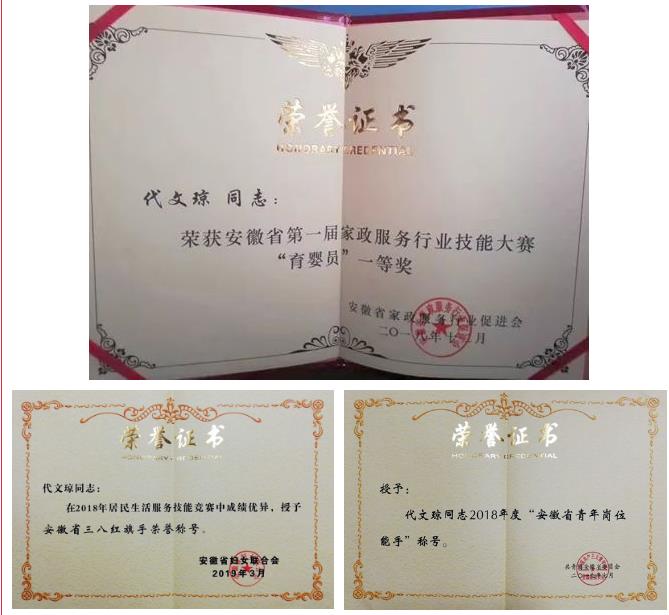 荣誉证书
HONORARY CREDENTIAL
代文琼 同志：
荣获安徽省第一届家政服务行业技能大赛
“育婴员”一等奖
安徽省家政服务行业促进会
荣誉证书
HONORARY CREDENTIAL
代文琼同志：
在2018年居民生活服务技能竞赛中成绩优异，授予
安徽省三八红旗手荣誉称号。
安徽省妇女联合会
2019年3月
荣誉证书
HONORARY CREDENTIAL
授予：
代文琼同志2018年度“安徽省青年岗位
能手”称号。